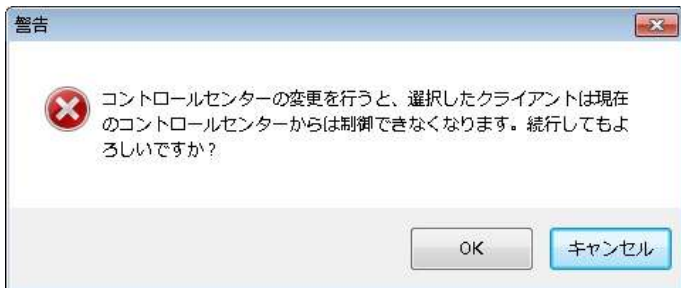 警告
コントロールセンターの変更を行うと、選択したクライアントは現在
のコントロールセンターからは制御できなくなります。続行してもよ
ろしいですか？
OK
キャンセル